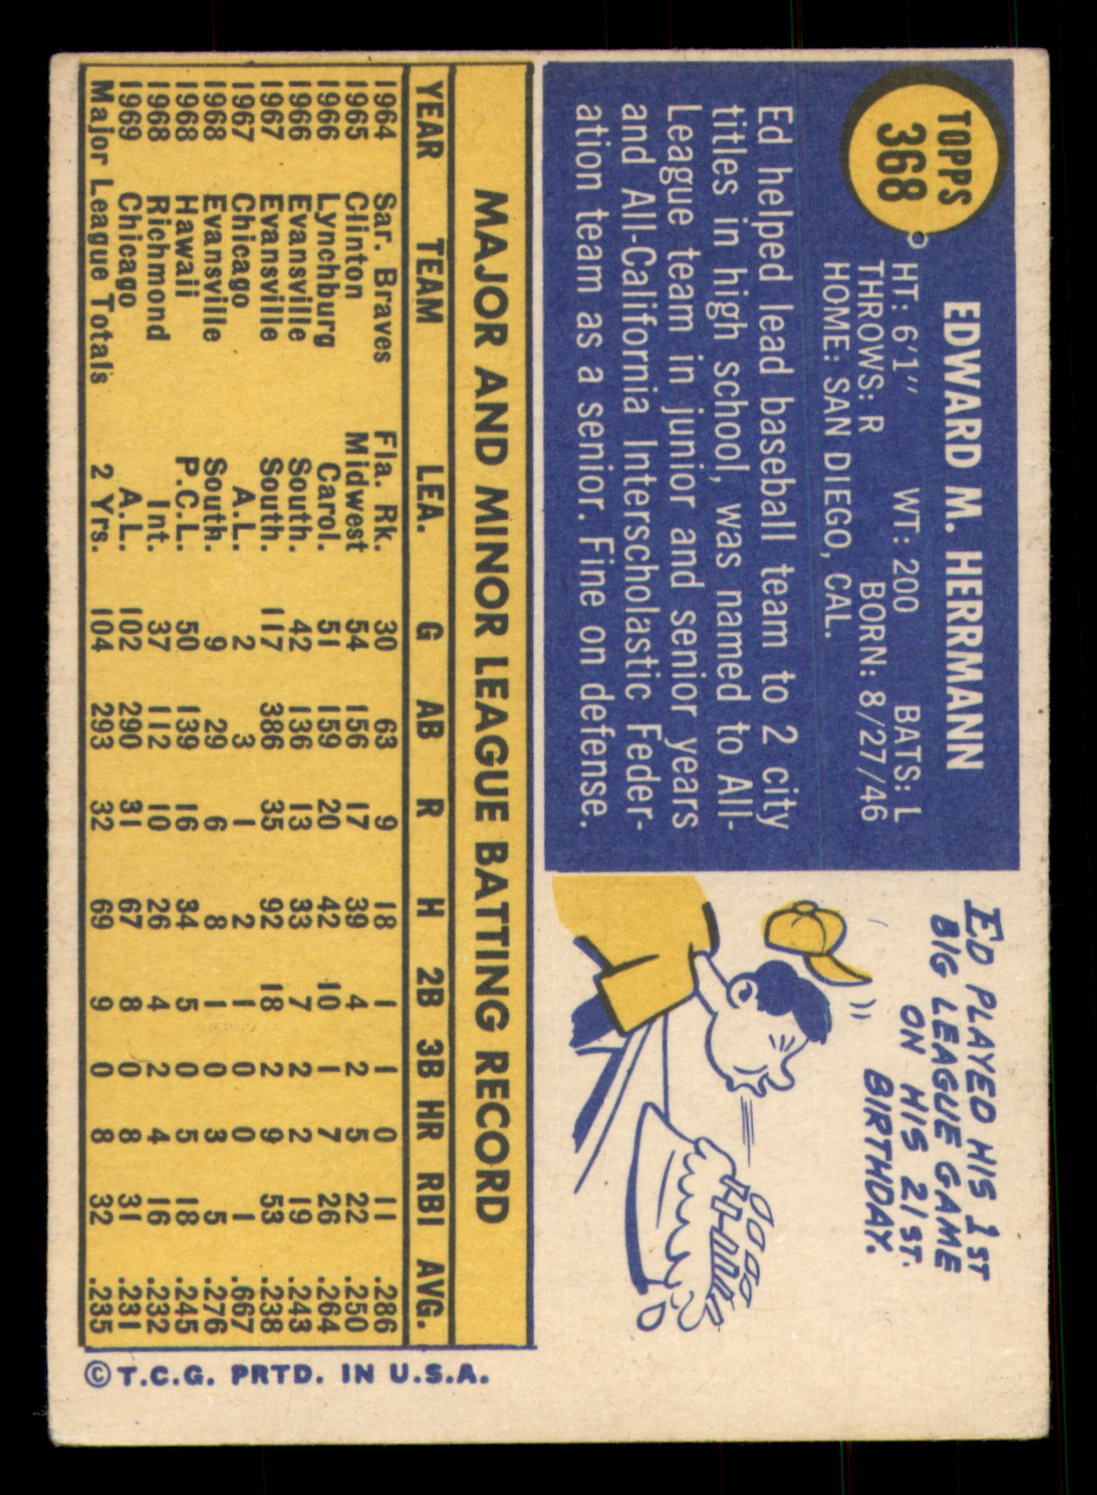 TOPPS
368
EDWARD M. HERRMANN
HT: 6'1" WT: 200 BATS: L
THROWS: R BORN: 8/27/46
HOME: SAN DIEGO, CAL.
Ed helped lead baseball team to 2 city
titles in high school, was named to All-
League team in junior and senior years
and All-California Interscholastic Feder-
ation team as a senior. Fine on defense.
ED PLAYED HIS 1ST
BIG LEAGUE GAME
ON HIS 21ST
BIRTHDAY.
MAJOR AND MINOR LEAGUE BATTING RECORD
YEAR TEAM LEA. G AB R H 2B 3B HR RBI AVG.
1964 Sar. Braves Fla. Rk. 30 63 9 18 1 1 0 11 .286
1965 Clinton Midwest 54 156 17 39 4 2 5 22 .250
1966 Lynchburg Carol. 51 159 20 42 10 1 7 26 .264
1966 Evansville South. 42 136 13 33 7 2 2 19 .243
1967 Evansville South. 117 386 35 92 18 2 9 53 .238
1967 Chicago A.L. 2 3 1 2 1 0 0 1 .667
1968 Evansville South. 9 29 6 8 1 0 3 5 .276
1968 Hawaii P.C.L. 50 139 16 34 5 0 5 18 .245
1968 Richmond Int. 37 112 10 26 4 2 4 16 .232
1969 Chicago A.L. 102 290 31 67 8 0 8 31 .231
Major League Totals 2 Yrs. 104 293 32 69 9 0 8 32 .235
© T.C.G. PRTD. IN U.S.A.